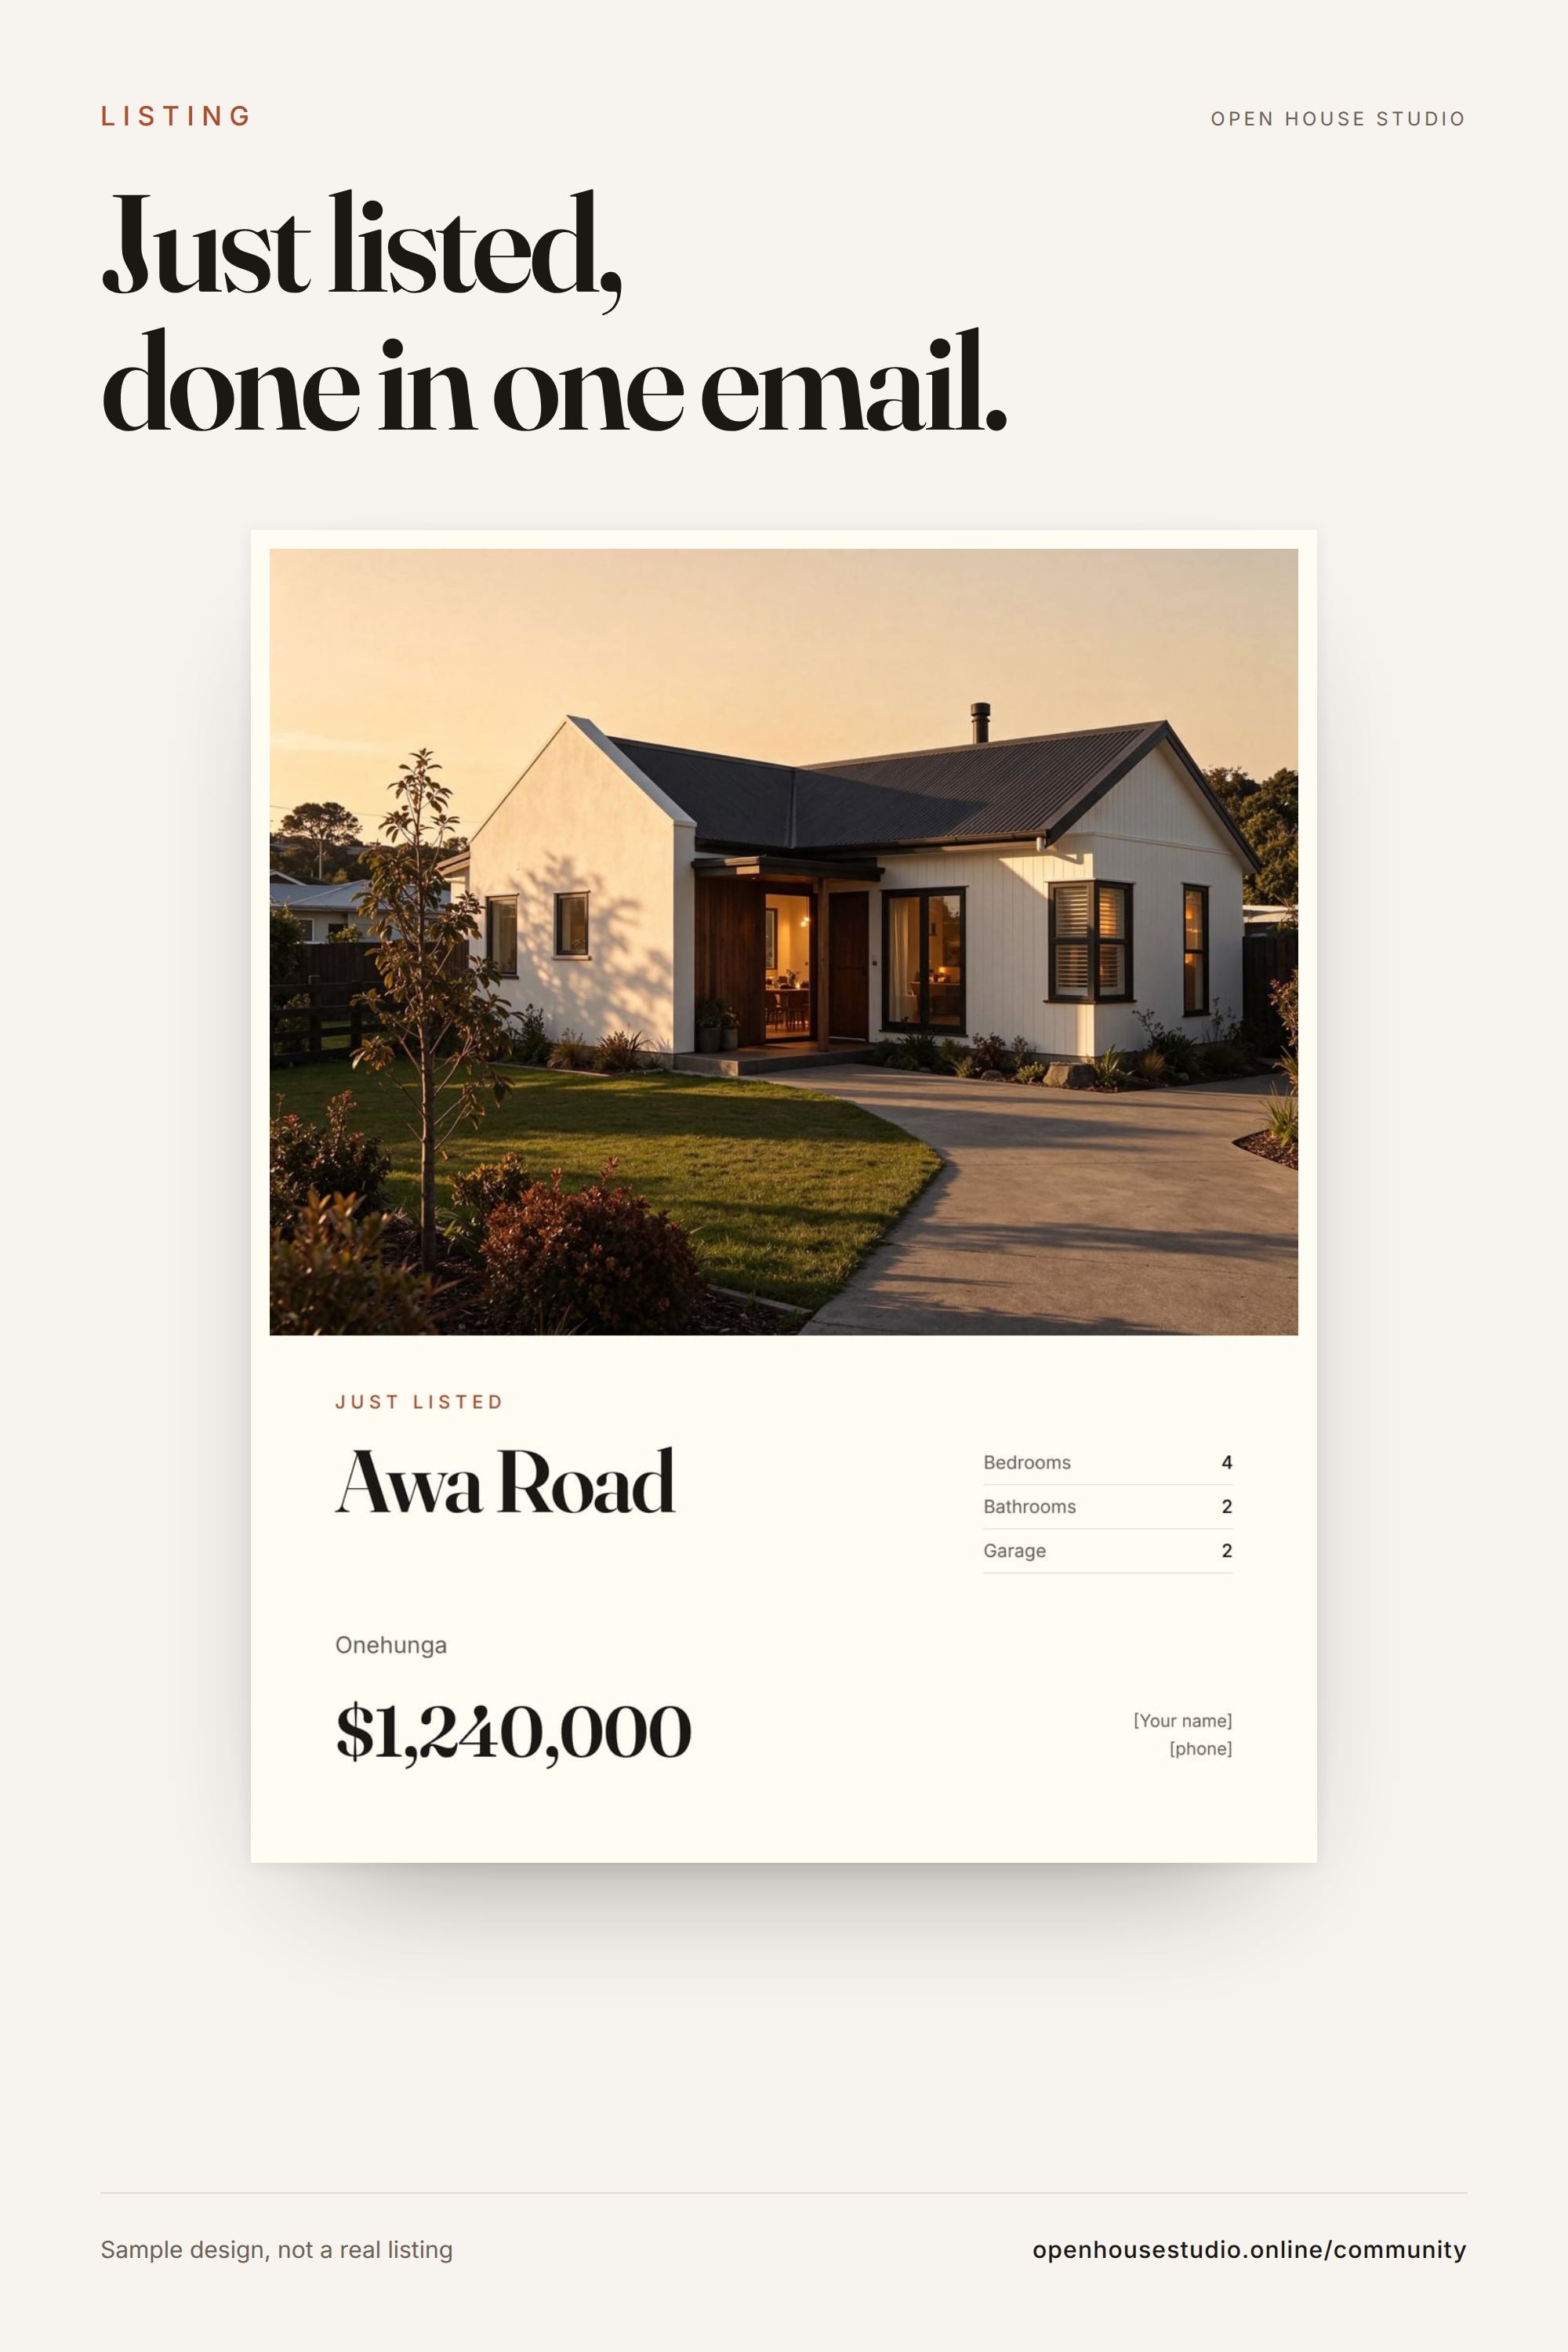 LISTING
OPEN HOUSE STUDIO
Just listed,
done in one email.
JUST LISTED
Awa Road
Bedrooms 4
Bathrooms 2
Garage 2
Onehunga
$1,240,000
[Your name]
[phone]
Sample design, not a real listing
openhousestudio.online/community